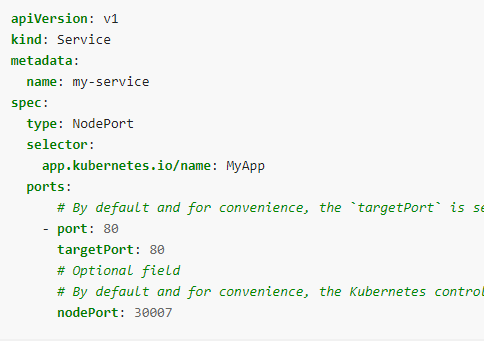 apiVersion: v1
kind: Service
metadata:
  name: my-service
spec:
  type: NodePort
  selector:
    app.kubernetes.io/name: MyApp
  ports:
      # By default and for convenience, the `targetPort` is se
    - port: 80
      targetPort: 80
      # Optional field
      # By default and for convenience, the Kubernetes control
      nodePort: 30007